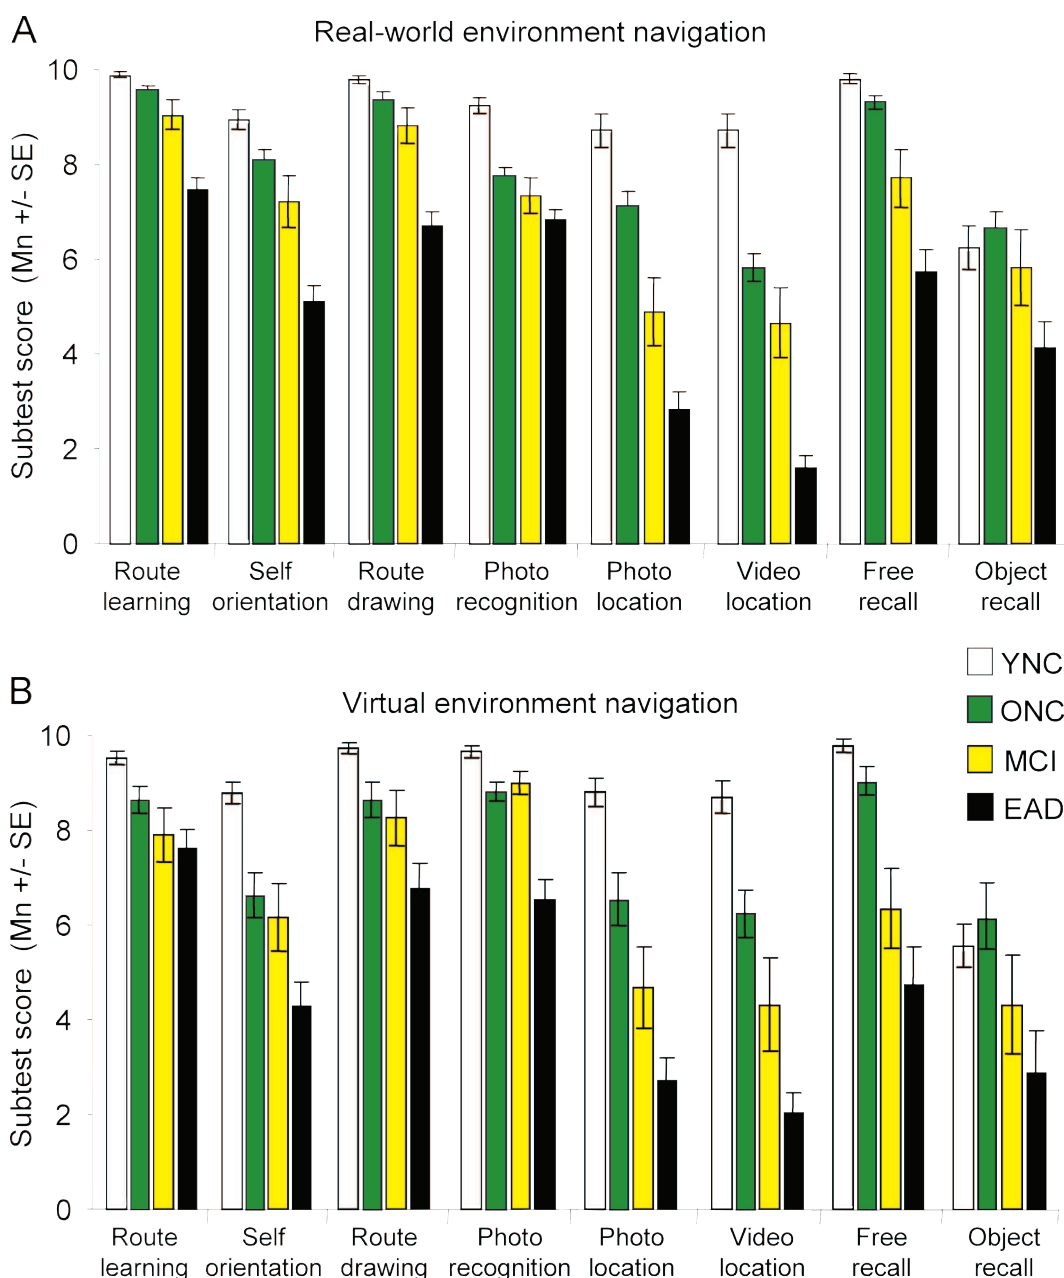 A
Real-world environment navigation
Subtest score (Mn +/- SE)
10
8
6
4
2
0
Route learning
Self orientation
Route drawing
Photo recognition
Photo location
Video location
Free recall
Object recall
YNC
ONC
MCI
EAD
B
Virtual environment navigation
Subtest score (Mn +/- SE)
10
8
6
4
2
0
Route learning
Self orientation
Route drawing
Photo recognition
Photo location
Video location
Free recall
Object recall